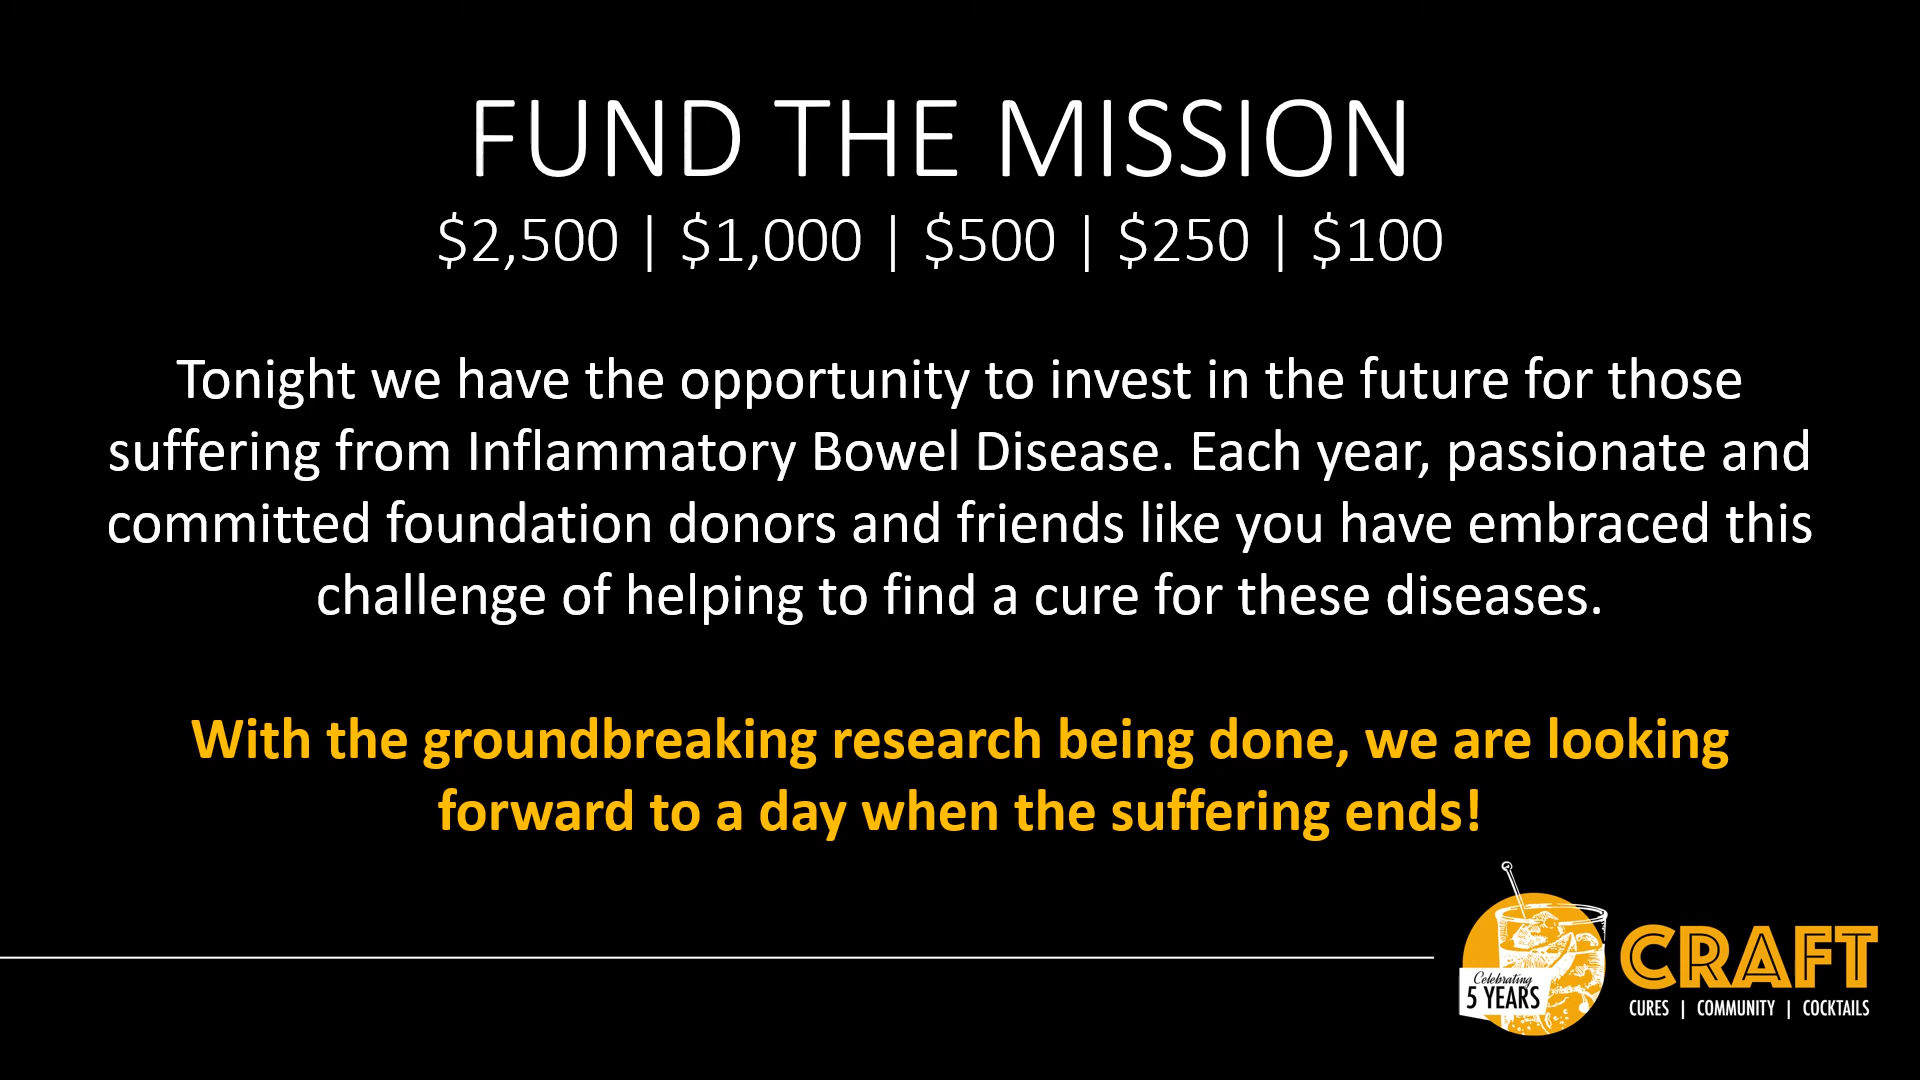 FUND THE MISSION
$2,500 | $1,000 | $500 | $250 | $100
Tonight we have the opportunity to invest in the future for those
suffering from Inflammatory Bowel Disease. Each year, passionate and
committed foundation donors and friends like you have embraced this
challenge of helping to find a cure for these diseases.
With the groundbreaking research being done, we are looking
forward to a day when the suffering ends!
Celebrating
5 YEARS
CRAFT
CURES | COMMUNITY | COCKTAILS